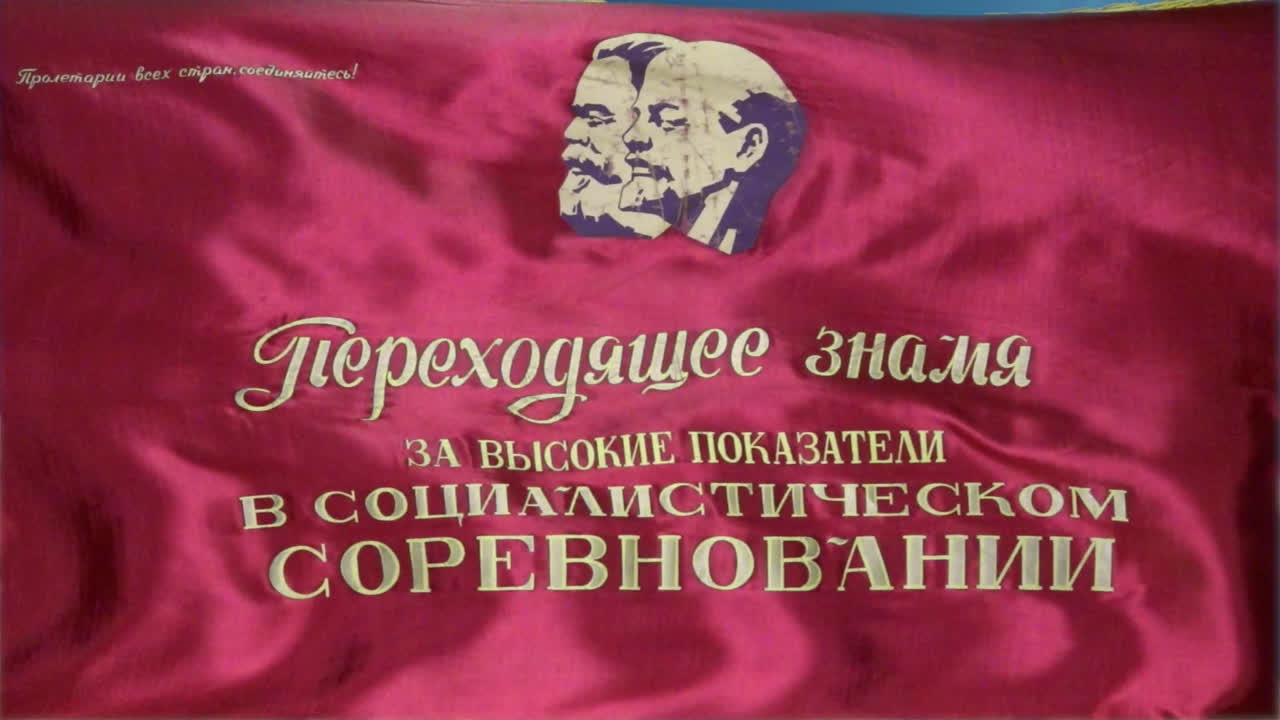 Пролетарии всех стран, соединяйтесь!
Переходящее знамя
ЗА ВЫСОКИЕ ПОКАЗАТЕЛИ
В СОЦИАЛИСТИЧЕСКОМ
СОРЕВНОВАНИИ